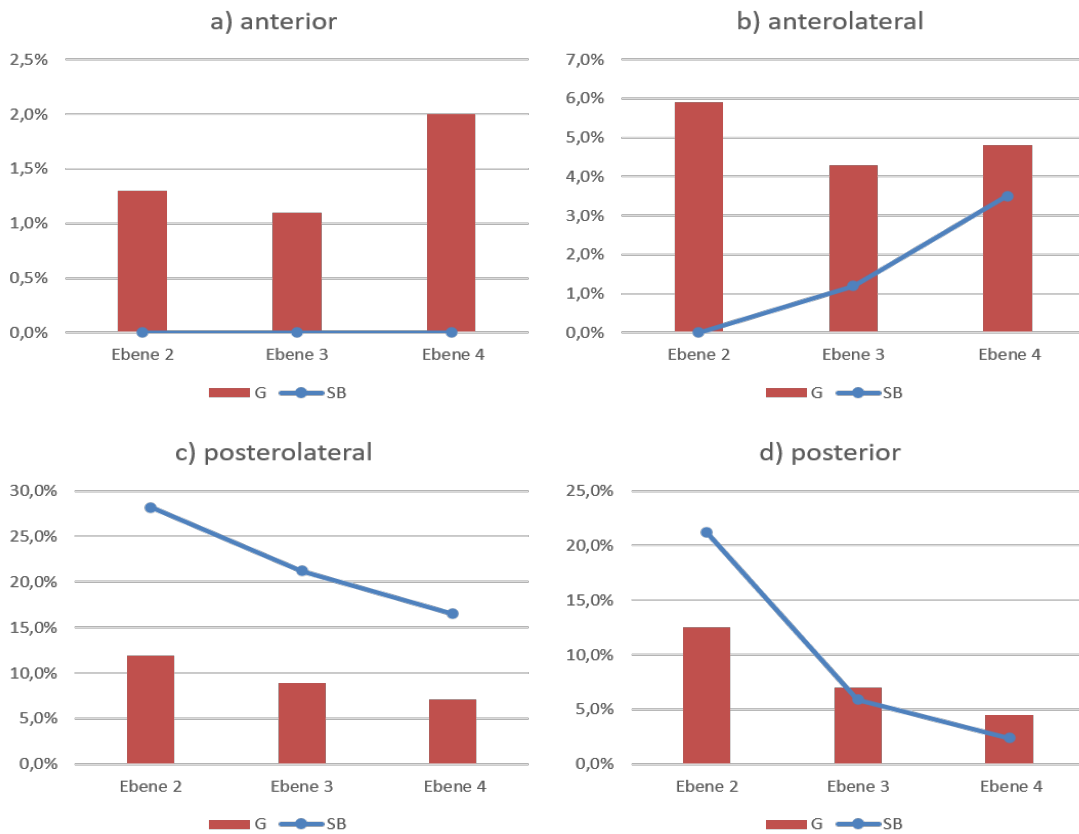 a) anterior
2,5%
2,0%
1,5%
1,0%
0,5%
0,0%
Ebene 2 Ebene 3 Ebene 4
G SB
b) anterolateral
7,0%
6,0%
5,0%
4,0%
3,0%
2,0%
1,0%
0,0%
Ebene 2 Ebene 3 Ebene 4
G SB
c) posterolateral
30,0%
25,0%
20,0%
15,0%
10,0%
5,0%
0,0%
Ebene 2 Ebene 3 Ebene 4
G SB
d) posterior
25,0%
20,0%
15,0%
10,0%
5,0%
0,0%
Ebene 2 Ebene 3 Ebene 4
G SB